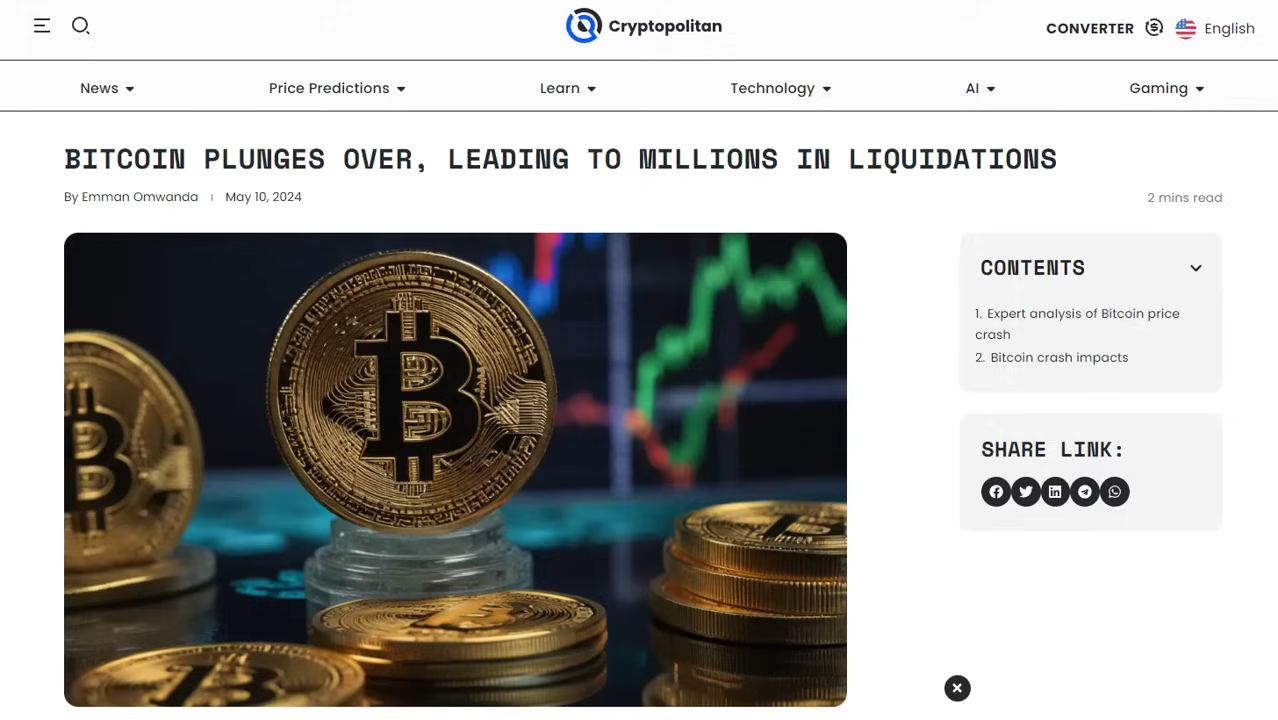 Cryptopolitan
CONVERTER
English
News
Price Predictions
Learn
Technology
AI
Gaming
BITCOIN PLUNGES OVER, LEADING TO MILLIONS IN LIQUIDATIONS
By Emman Omwanda
May 10, 2024
2 mins read
CONTENTS
1. Expert analysis of Bitcoin price
crash
2. Bitcoin crash impacts
SHARE LINK: